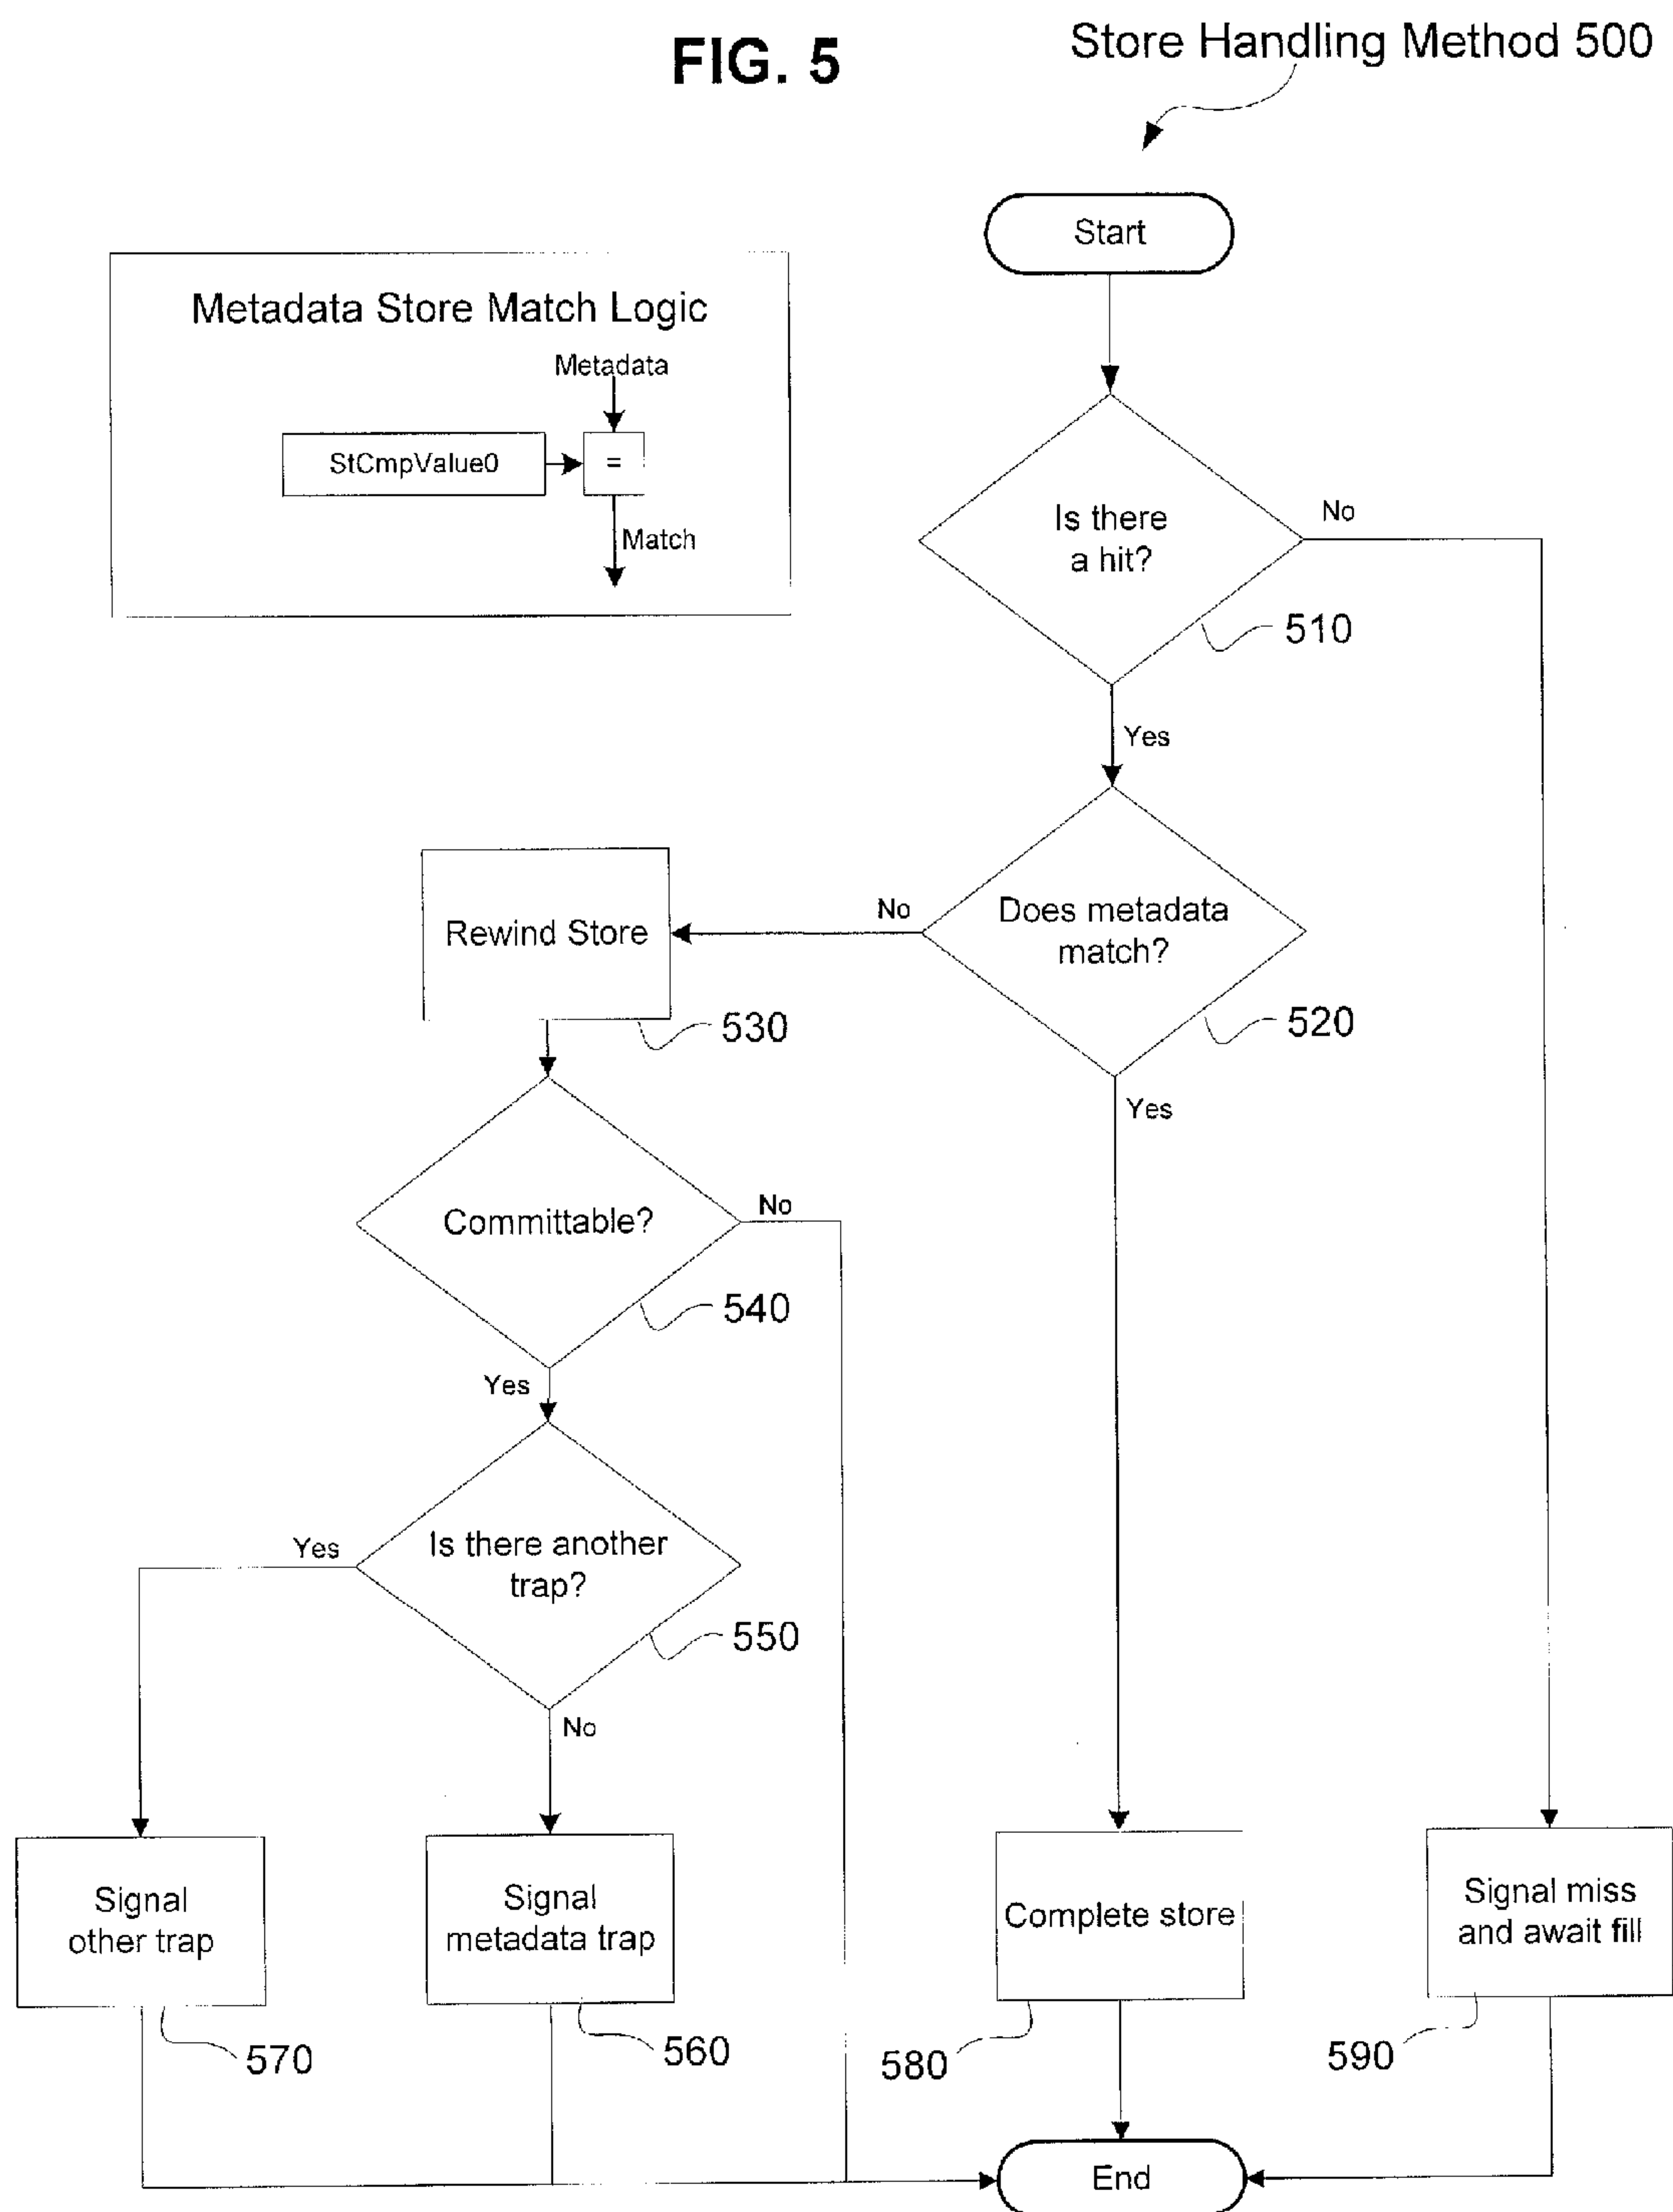 FIG. 5
Store Handling Method 500
Start
Metadata Store Match Logic
Metadata
StCmpValue0
=
Match
Is there
a hit?
No
510
Yes
Does metadata
match?
No
520
Yes
Rewind Store
530
Committable?
No
540
Yes
Is there another
trap?
Yes
550
No
Signal
other trap
570
Signal
metadata trap
560
Complete store
580
Signal miss
and await fill
590
End